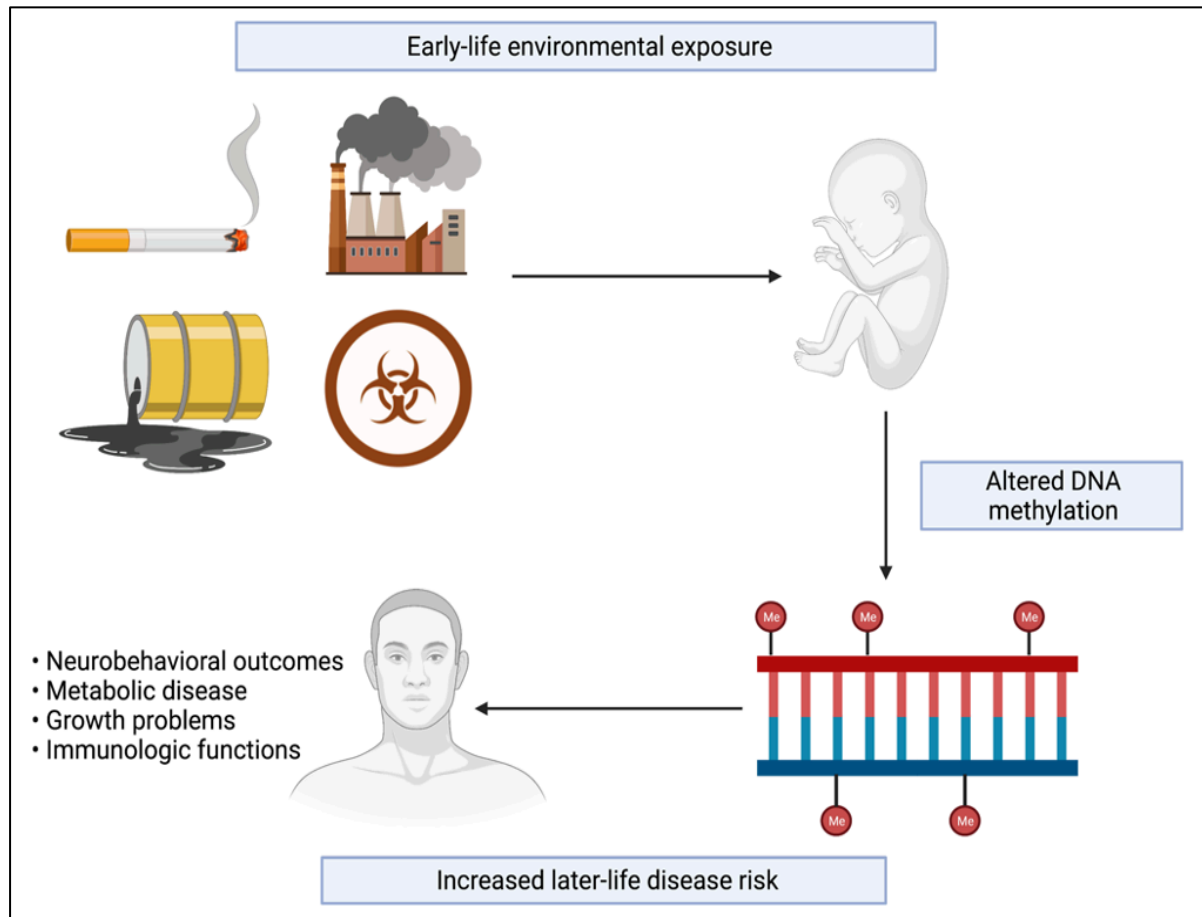 Early-life environmental exposure
Altered DNA
methylation
Me
Me
Me
Me
Me
• Neurobehavioral outcomes
• Metabolic disease
• Growth problems
• Immunologic functions
Increased later-life disease risk